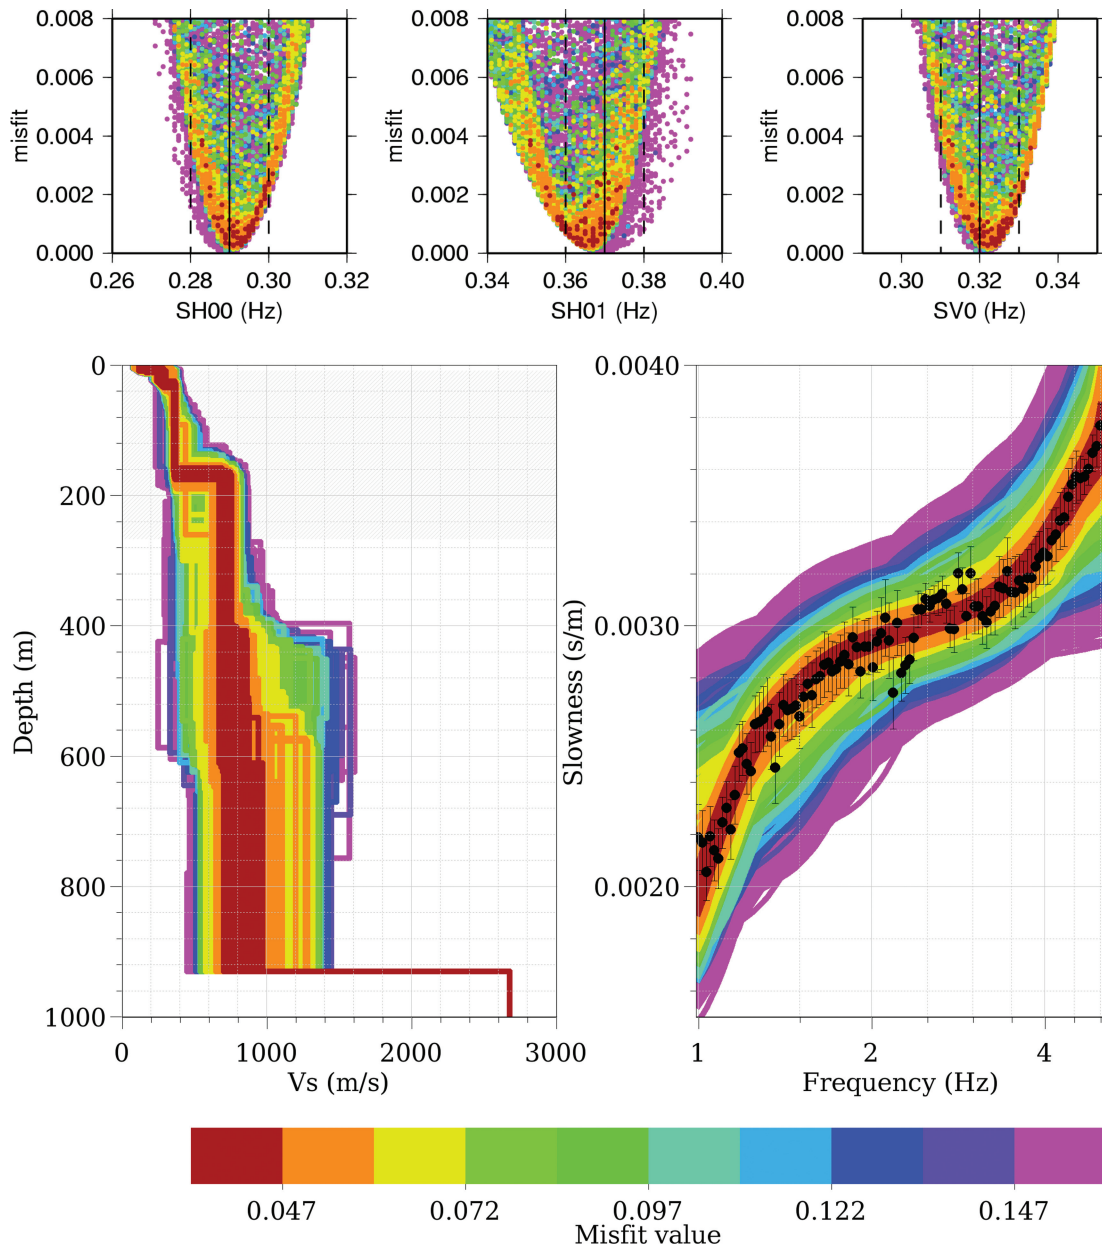 0.008 0.008 0.008
0.006 0.006 0.006
misfit misfit misfit
0.004 0.004 0.004
0.002 0.002 0.002
0.000 0.000 0.000
0.26 0.28 0.30 0.32 0.34 0.36 0.38 0.40 0.30 0.32 0.34
SH00 (Hz) SH01 (Hz) SV0 (Hz)
0
200
400
600
800
1000
Depth (m)
0 1000 2000 3000
Vs (m/s)
0.0040
0.0030
0.0020
Slowness (s/m)
1 2 4
Frequency (Hz)
0.047 0.072 0.097 0.122 0.147
Misfit value